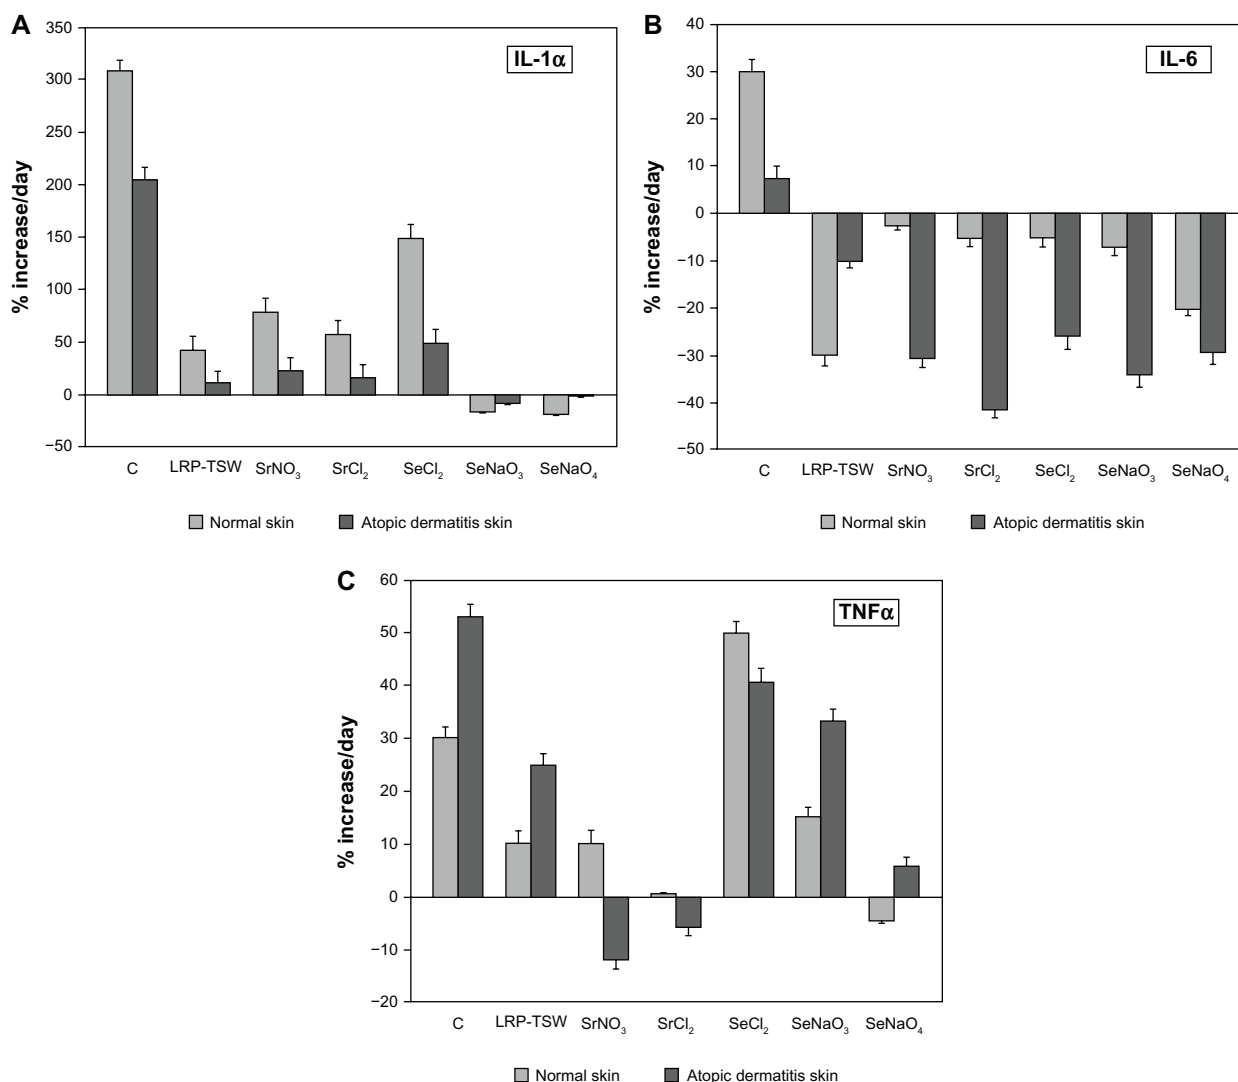 A
IL-1α
% increase/day
350
300
250
200
150
100
50
0
−50
C LRP-TSW SrNO₃ SrCl₂ SeCl₂ SeNaO₃ SeNaO₄
Normal skin Atopic dermatitis skin
B
IL-6
% increase/day
40
30
20
10
0
−10
−20
−30
−40
−50
C LRP-TSW SrNO₃ SrCl₂ SeCl₂ SeNaO₃ SeNaO₄
Normal skin Atopic dermatitis skin
C
TNFα
% increase/day
60
50
40
30
20
10
0
−10
−20
C LRP-TSW SrNO₃ SrCl₂ SeCl₂ SeNaO₃ SeNaO₄
Normal skin Atopic dermatitis skin